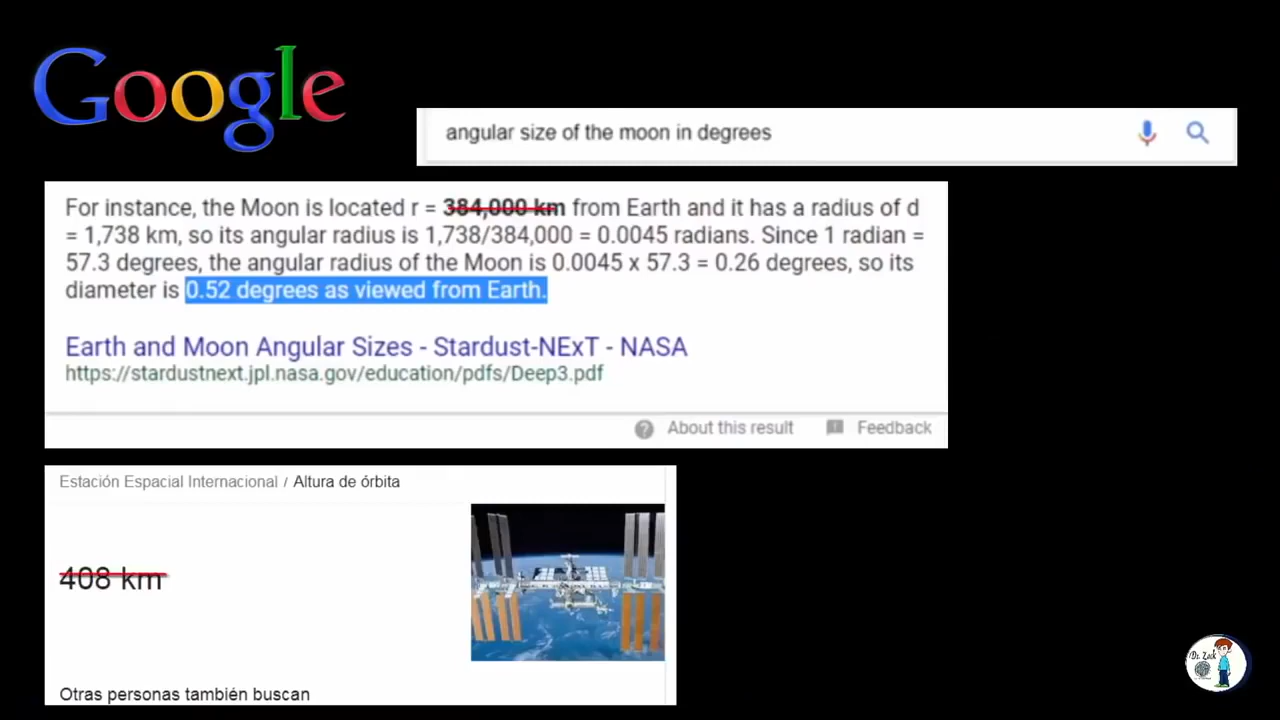 Google
angular size of the moon in degrees
For instance, the Moon is located r = 384,000 km from Earth and it has a radius of d
= 1,738 km, so its angular radius is 1,738/384,000 = 0.0045 radians. Since 1 radian =
57.3 degrees, the angular radius of the Moon is 0.0045 x 57.3 = 0.26 degrees, so its
diameter is 0.52 degrees as viewed from Earth.
Earth and Moon Angular Sizes - Stardust-NExT - NASA
https://stardustnext.jpl.nasa.gov/education/pdfs/Deep3.pdf
About this result Feedback
Estación Espacial Internacional / Altura de órbita
408 km
Otras personas también buscan
Dr. Zack